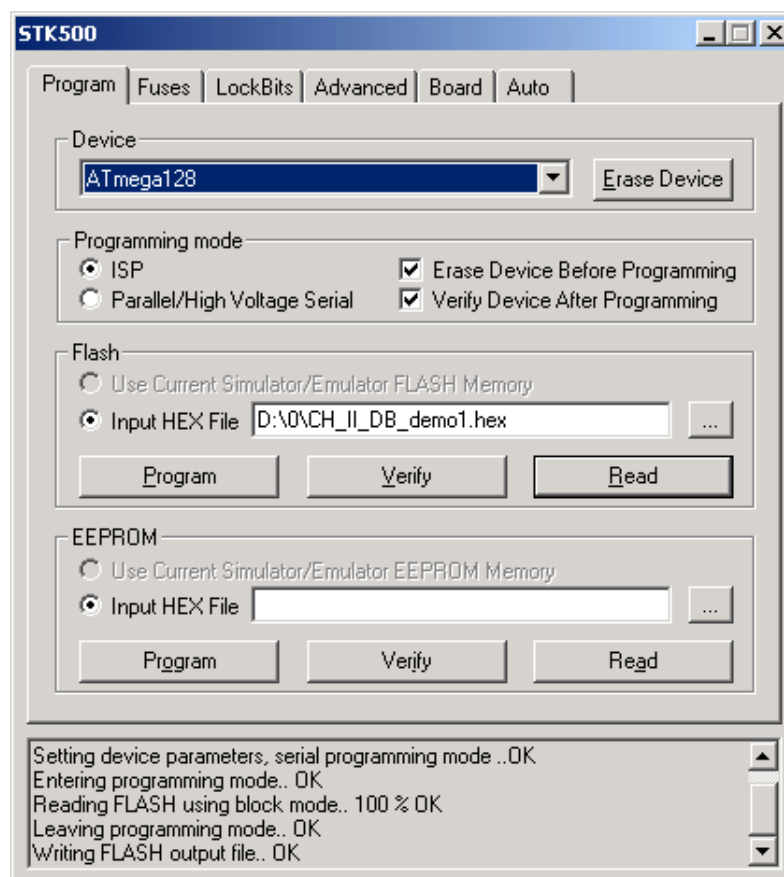 STK500
Program Fuses LockBits Advanced Board Auto
Device
ATmega128 Erase Device
Programming mode
ISP Erase Device Before Programming
Parallel/High Voltage Serial Verify Device After Programming
Flash
Use Current Simulator/Emulator FLASH Memory
Input HEX File D:\0\CH_II_DB_demo1.hex ...
Program Verify Read
EEPROM
Use Current Simulator/Emulator EEPROM Memory
Input HEX File ...
Program Verify Read
Setting device parameters, serial programming mode ..OK
Entering programming mode.. OK
Reading FLASH using block mode.. 100 % OK
Leaving programming mode.. OK
Writing FLASH output file.. OK